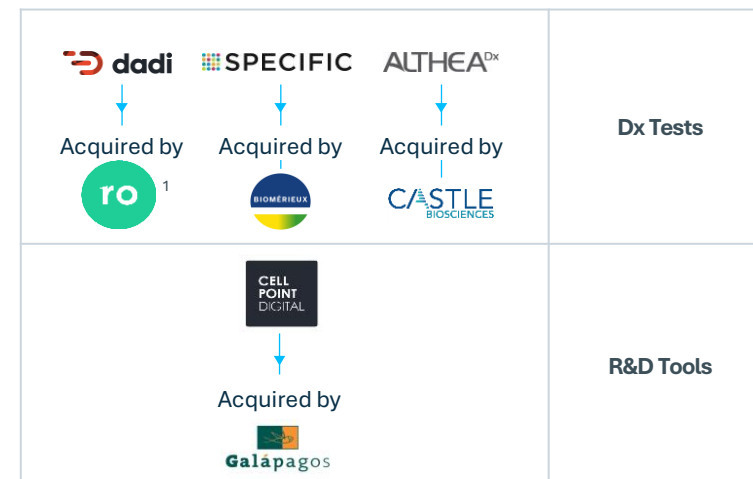 dadi SPECIFIC ALTHEA Dx
Acquired by Acquired by Acquired by
ro 1 BIOMÉRIEUX CASTLE
BIOSCIENCES
Dx Tests
CELL
POINT
DIGITAL
Acquired by
Galápagos
R&D Tools